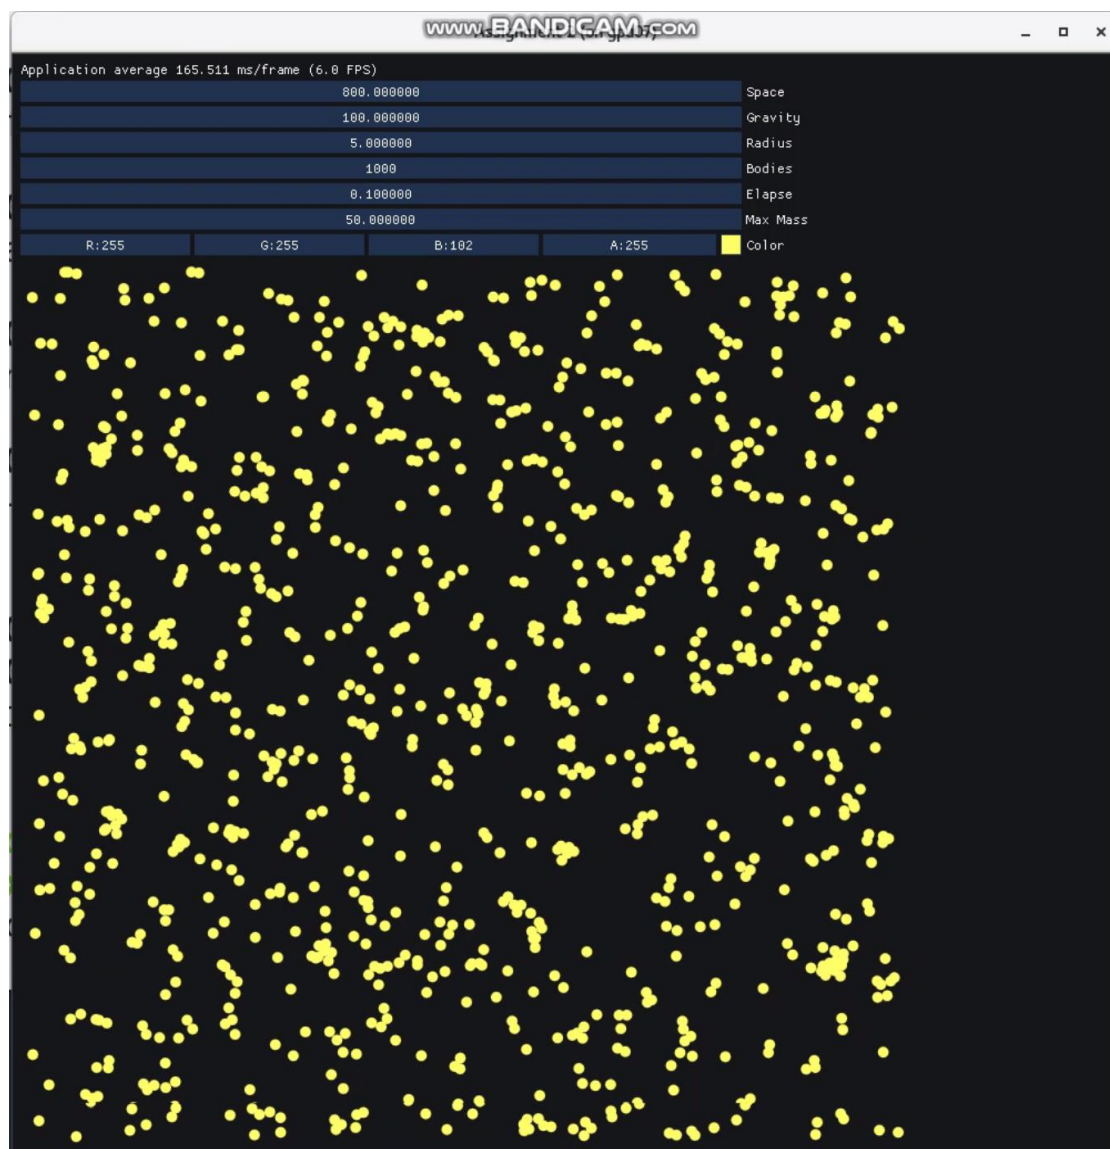 www.BANDICAM.COM
Application average 165.511 ms/frame (6.0 FPS)
800.000000 Space
100.000000 Gravity
5.000000 Radius
1000 Bodies
0.100000 Elapse
50.000000 Max Mass
R:255 G:255 B:102 A:255 Color